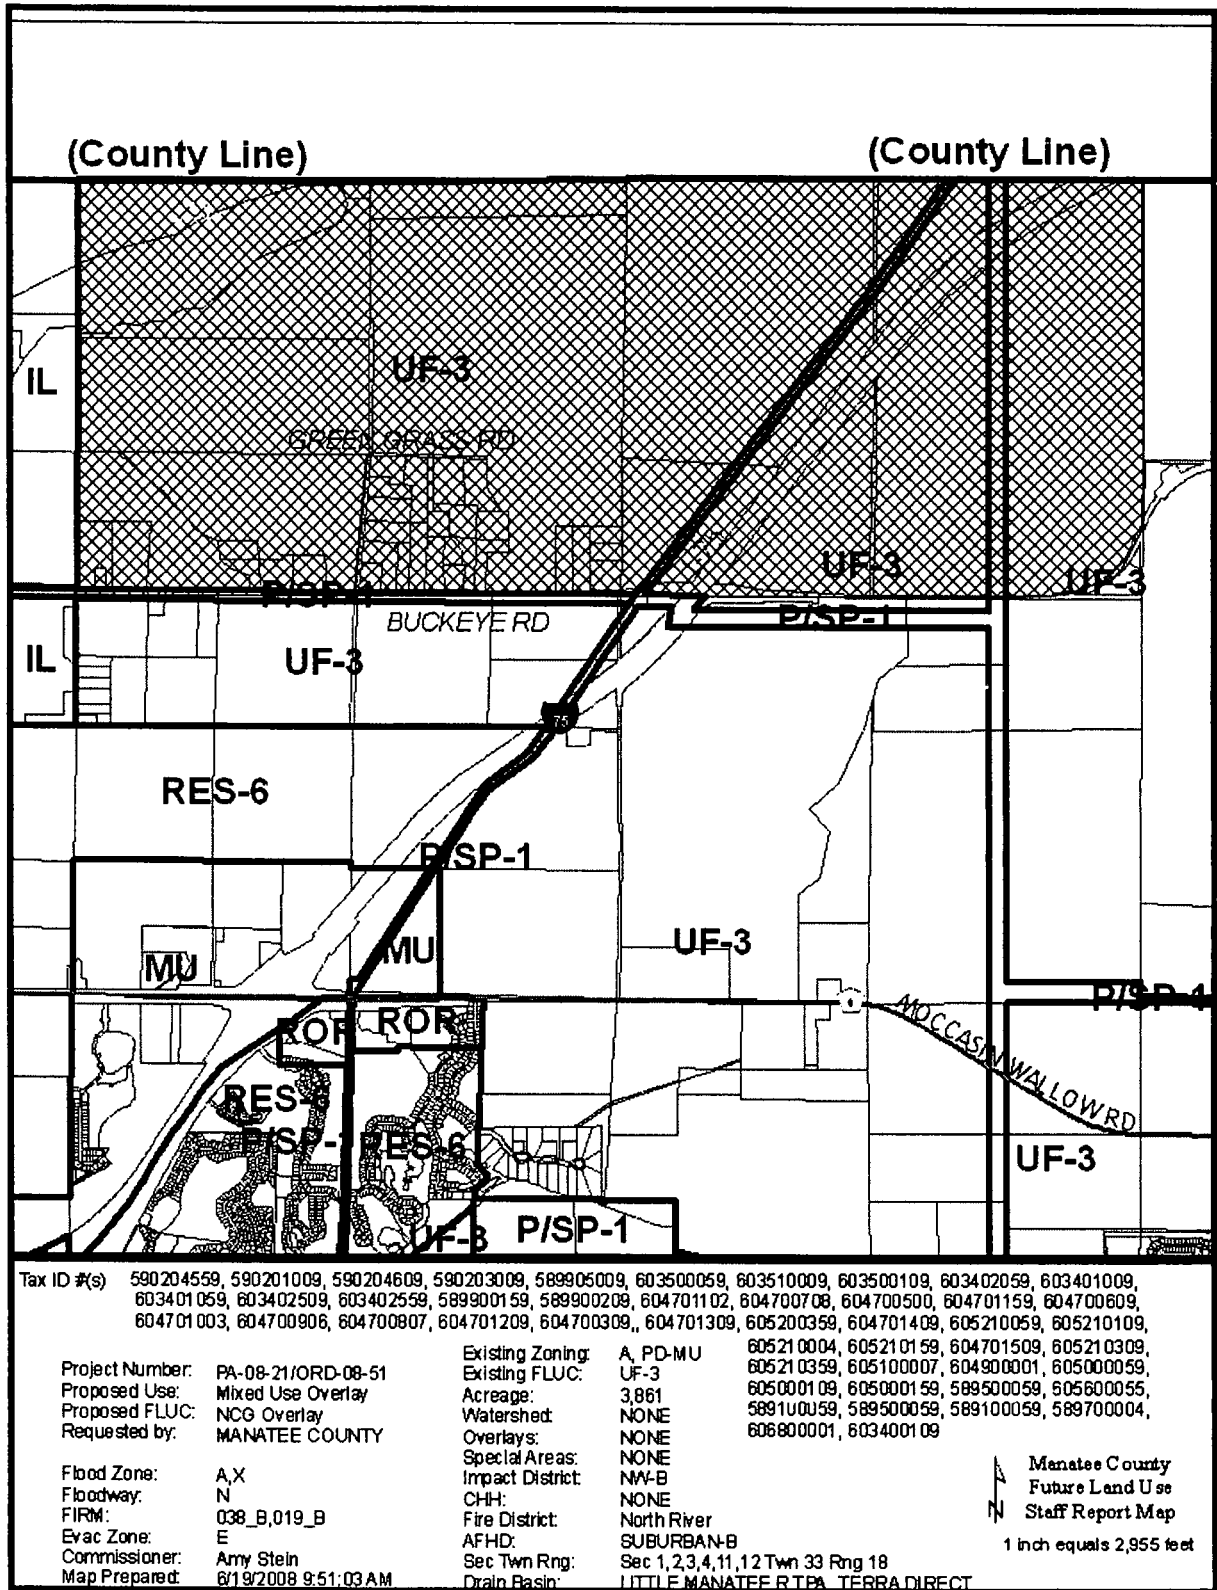 (County Line) (County Line)
IL
UF-3
GREEN GRASS RD
UF-3
UF-3
P/SP-1
BUCKEYE RD
P/SP-1
IL
UF-3
75
RES-6
P/SP-1
MU
MU
UF-3
P/SP-1
ROR
ROR
MOCCASIN WALLOW RD
RES-6
P/SP-1
RES-6
UF-3
UF-3
P/SP-1
Tax ID #(s) 590204559, 590201009, 590204609, 590203009, 589905009, 603500059, 603510009, 603500109, 603402059, 603401009,
603401059, 603402509, 603402559, 589900159, 589900209, 604701102, 604700708, 604700500, 604701159, 604700609,
604701003, 604700906, 604700807, 604701209, 604700309,, 604701309, 605200359, 604701409, 605210059, 605210109,
605210004, 605210159, 604701509, 605210309,
605210359, 605100007, 604900001, 605000059,
605000109, 605000159, 589500059, 605600055,
589100059, 589500059, 589100059, 589700004,
606800001, 603400109
Project Number: PA-08-21/ORD-08-51
Proposed Use: Mixed Use Overlay
Proposed FLUC: NCG Overlay
Requested by: MANATEE COUNTY
Flood Zone: A,X
Floodway: N
FIRM: 038_B,019_B
Evac Zone: E
Commissioner: Amy Stein
Map Prepared: 6/19/2008 9:51:03 AM
Existing Zoning: A, PD-MU
Existing FLUC: UF-3
Acreage: 3,861
Watershed: NONE
Overlays: NONE
Special Areas: NONE
Impact District: NW-B
CHH: NONE
Fire District: North River
AFHD: SUBURBAN-B
Sec Twn Rng: Sec 1,2,3,4,11,12 Twn 33 Rng 18
Drain Basin: LITTLE MANATEE R TPA TERRA DIRECT
N
Manatee County
Future Land Use
Staff Report Map
1 inch equals 2,955 feet